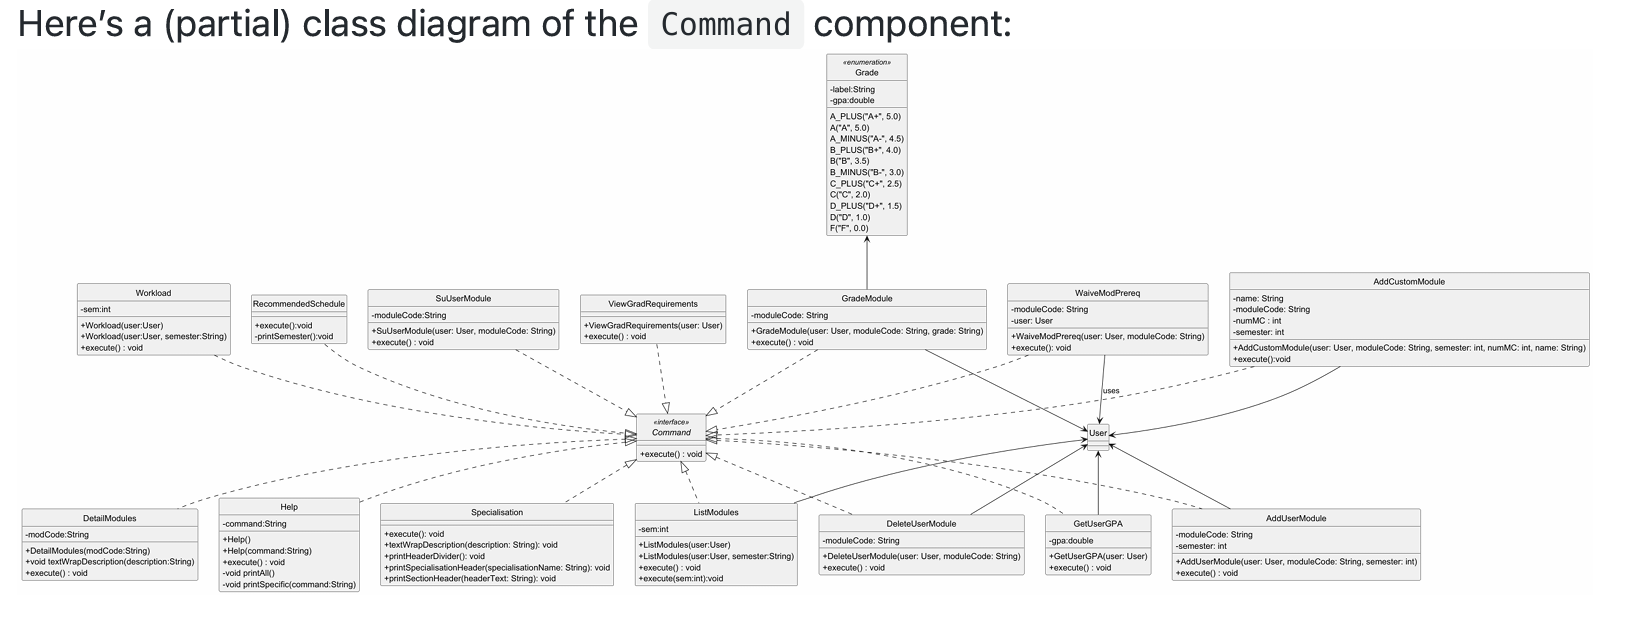 Here's a (partial) class diagram of the Command component:
«enumeration»
Grade
-label:String
-gpa:double
A_PLUS("A+", 5.0)
A("A", 5.0)
A_MINUS("A-", 4.5)
B_PLUS("B+", 4.0)
B("B", 3.5)
B_MINUS("B-", 3.0)
C_PLUS("C+", 2.5)
C("C", 2.0)
D_PLUS("D+", 1.5)
D("D", 1.0)
F("F", 0.0)
Workload
-sem:int
+Workload(user:User)
+Workload(user:User, semester:String)
+execute() : void
RecommendedSchedule
+execute():void
-printSemester():void
SuUserModule
-moduleCode:String
+SuUserModule(user: User, moduleCode: String)
+execute() : void
ViewGradRequirements
+ViewGradRequirements(user: User)
+execute() : void
GradeModule
-moduleCode: String
+GradeModule(user: User, moduleCode: String, grade: String)
+execute() : void
WaiveModPrereq
-moduleCode: String
-user: User
+WaiveModPrereq(user: User, moduleCode: String)
+execute(): void
AddCustomModule
-name: String
-moduleCode: String
-numMC : int
-semester: int
+AddCustomModule(user: User, moduleCode: String, semester: int, numMC: int, name: String)
+execute():void
uses
«interface»
Command
+execute() : void
User
DetailModules
-modCode:String
+DetailModules(modCode:String)
+void textWrapDescription(description:String)
+execute() : void
Help
-command:String
+Help()
+Help(command:String)
+execute() : void
-void printAll()
-void printSpecific(command:String)
Specialisation
+execute(): void
+textWrapDescription(description: String): void
+printHeaderDivider(): void
+printSpecialisationHeader(specialisationName: String): void
+printSectionHeader(headerText: String): void
ListModules
-sem:int
+ListModules(user:User)
+ListModules(user:User, semester:String)
+execute() : void
+execute(sem:int):void
DeleteUserModule
-moduleCode: String
+DeleteUserModule(user: User, moduleCode: String)
+execute() : void
GetUserGPA
-gpa:double
+GetUserGPA(user: User)
+execute() : void
AddUserModule
-moduleCode: String
-semester: int
+AddUserModule(user: User, moduleCode: String, semester: int)
+execute() : void